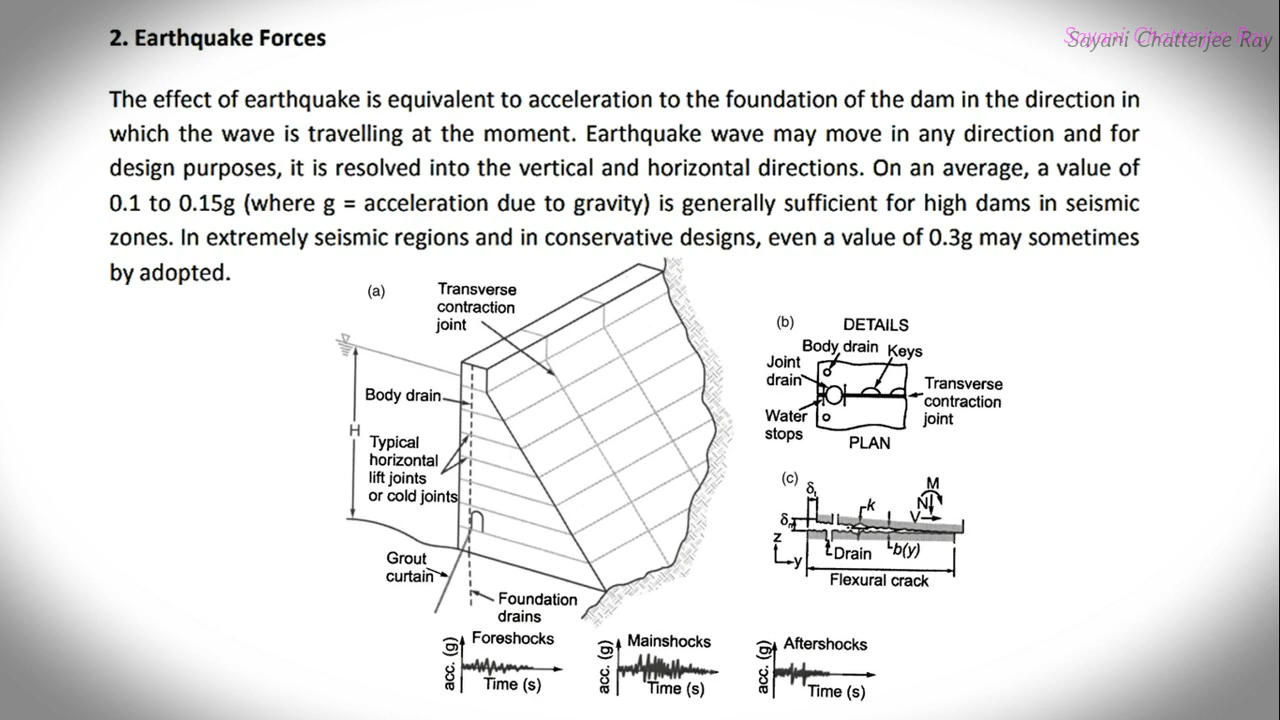 Sayani Chatterjee Ray
2. Earthquake Forces
The effect of earthquake is equivalent to acceleration to the foundation of the dam in the direction in
which the wave is travelling at the moment. Earthquake wave may move in any direction and for
design purposes, it is resolved into the vertical and horizontal directions. On an average, a value of
0.1 to 0.15g (where g = acceleration due to gravity) is generally sufficient for high dams in seismic
zones. In extremely seismic regions and in conservative designs, even a value of 0.3g may sometimes
by adopted.
(a)
Transverse
contraction
joint
Body drain
H
Typical
horizontal
lift joints
or cold joints
Grout
curtain
Foundation
drains
(b)
DETAILS
Body drain
Keys
Joint
drain
Transverse
contraction
joint
Water
stops
PLAN
(c)
M
N
k
V
z
y
Drain
b(y)
Flexural crack
Foreshocks
acc. (g)
Time (s)
Mainshocks
acc. (g)
Time (s)
Aftershocks
acc. (g)
Time (s)